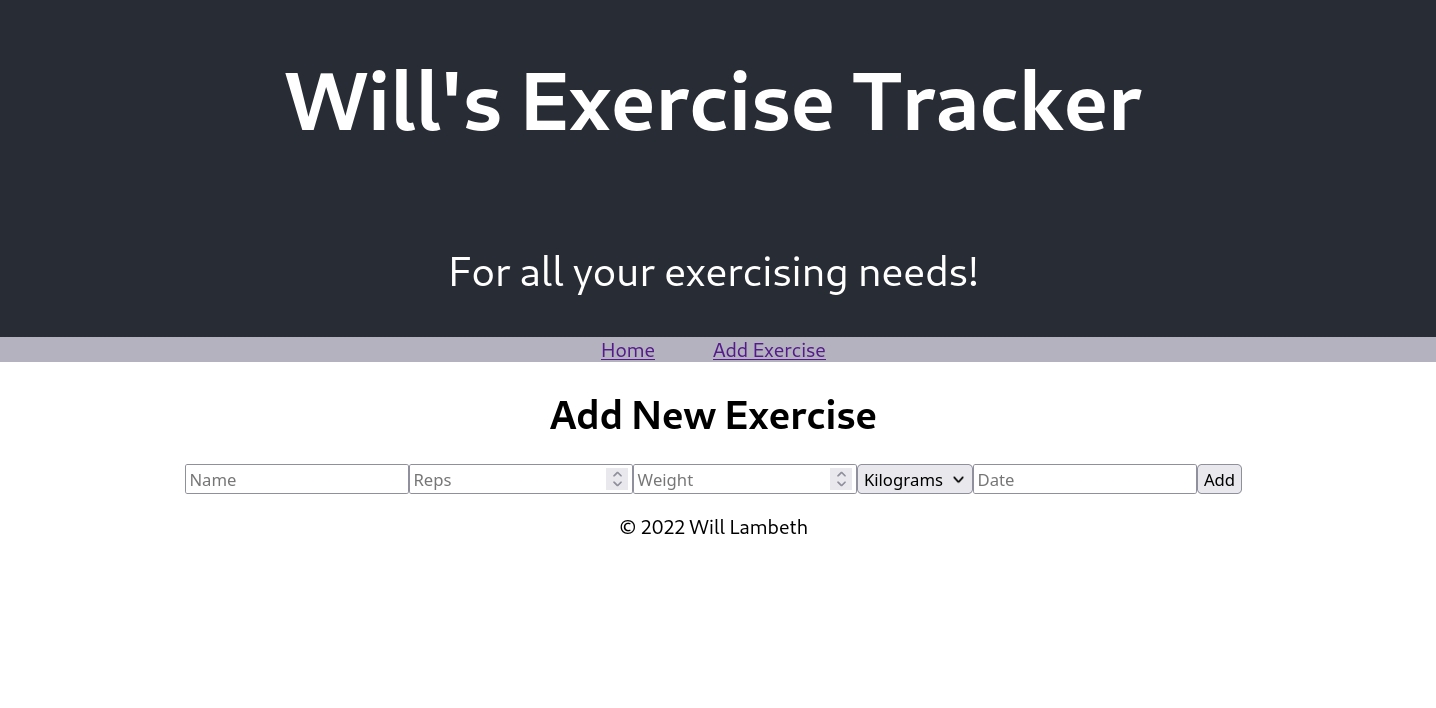 Will's Exercise Tracker
For all your exercising needs!
Home Add Exercise
Add New Exercise
Name Reps Weight Kilograms Date Add
© 2022 Will Lambeth